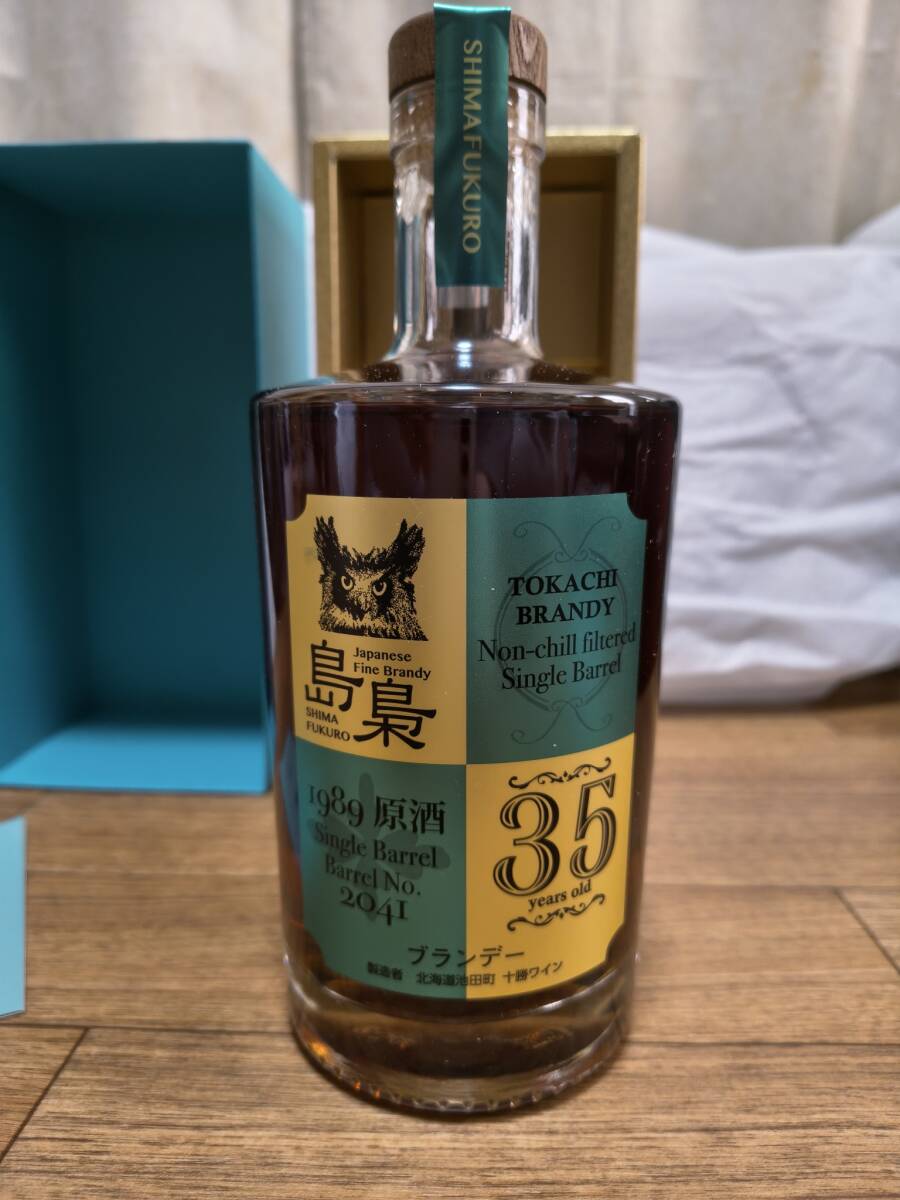 SHIMAFUKURO
Japanese
Fine Brandy
島梟
SHIMA
FUKURO
TOKACHI
BRANDY
Non-chill filtered
Single Barrel
1989 原酒
Single Barrel
Barrel No.
2041
35
years old
ブランデー
製造者 北海道池田町 十勝ワイン